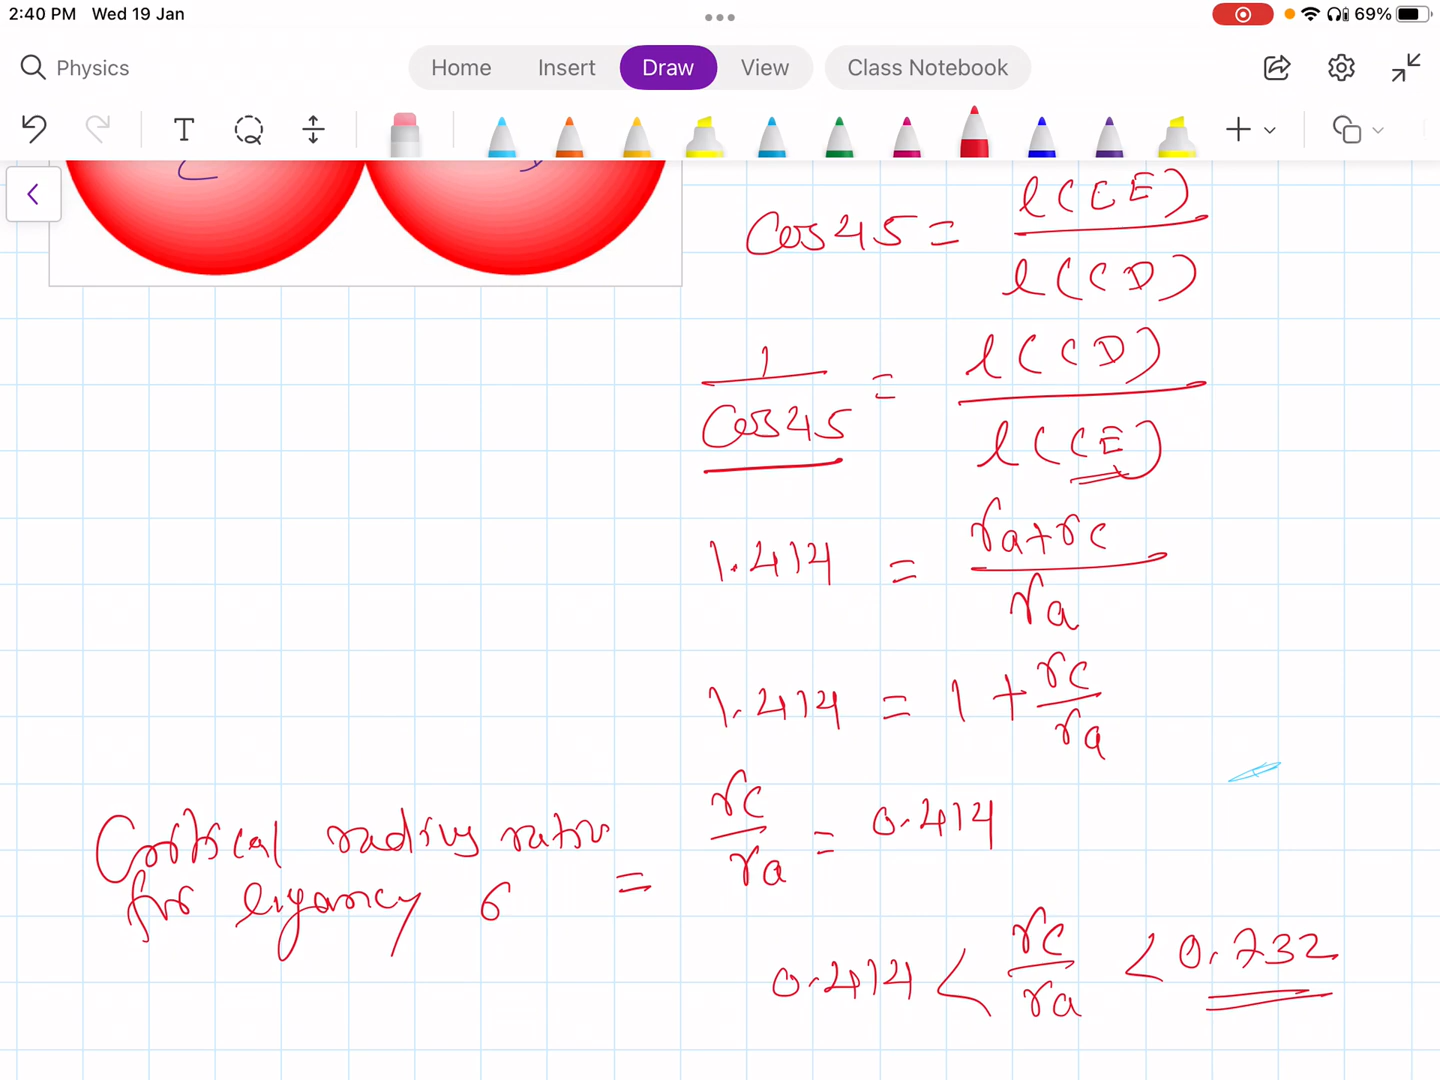 2:40 PM Wed 19 Jan
69%
Physics
Home Insert Draw View Class Notebook
T
C
Cos45 = l(CE) / l(CD)
1 / Cos45 = l(CD) / l(CE)
1.414 = ra+rc / ra
1.414 = 1 + rc / ra
Critical radius ratio for ligancy 6 = rc / ra = 0.414
0.414 < rc / ra < 0.732